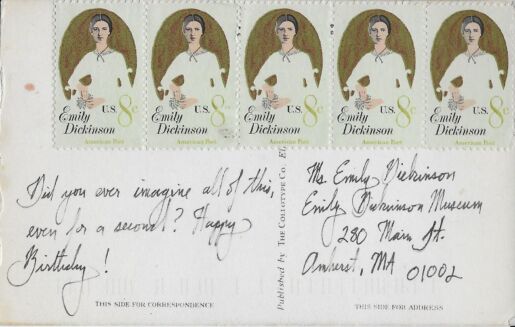 Emily Dickinson U.S. 8c American Poet
Emily Dickinson U.S. 8c American Poet
Emily Dickinson U.S. 8c American Poet
Emily Dickinson U.S. 8c American Poet
Emily Dickinson U.S. 8c American Poet
Did you ever imagine all of this,
even for a second? Happy
Birthday!
THIS SIDE FOR CORRESPONDENCE
Published by THE COLLOTYPE CO.
Ms. Emily Dickinson
Emily Dickinson Museum
280 Main St.
Amherst, MA 01002
THIS SIDE FOR ADDRESS